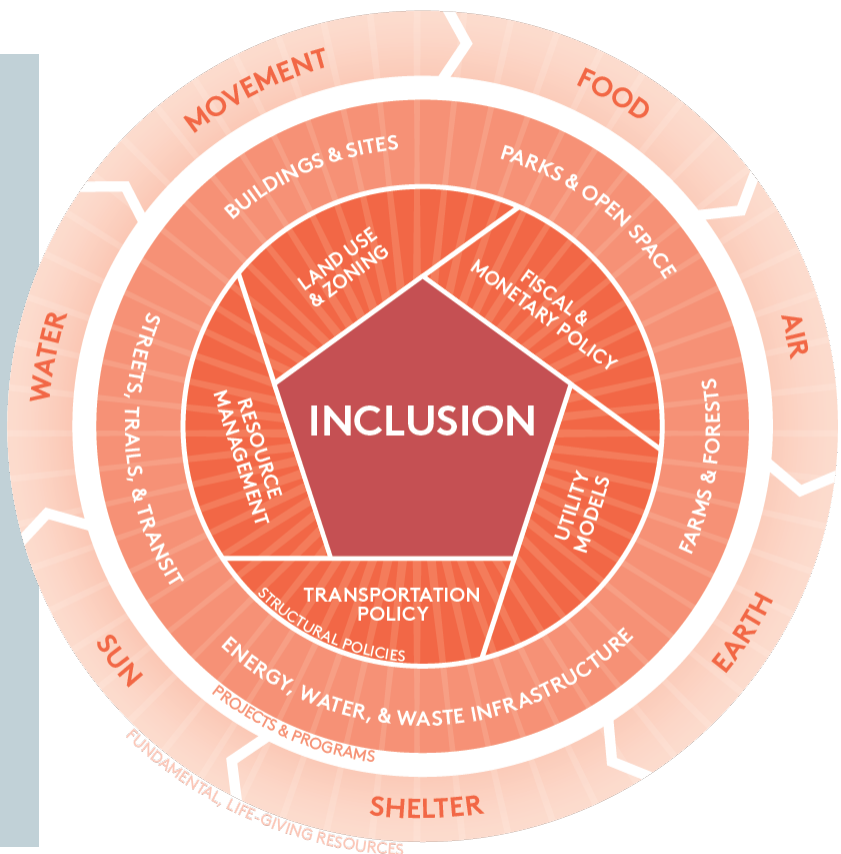 MOVEMENT
FOOD
AIR
EARTH
SHELTER
SUN
WATER
BUILDINGS & SITES
PARKS & OPEN SPACE
FARMS & FORESTS
ENERGY, WATER, & WASTE INFRASTRUCTURE
STREETS, TRAILS, & TRANSIT
LAND USE
& ZONING
FISCAL &
MONETARY POLICY
UTILITY
MODELS
TRANSPORTATION
POLICY
RESOURCE
MANAGEMENT
INCLUSION
STRUCTURAL POLICIES
PROJECTS & PROGRAMS
FUNDAMENTAL, LIFE-GIVING RESOURCES